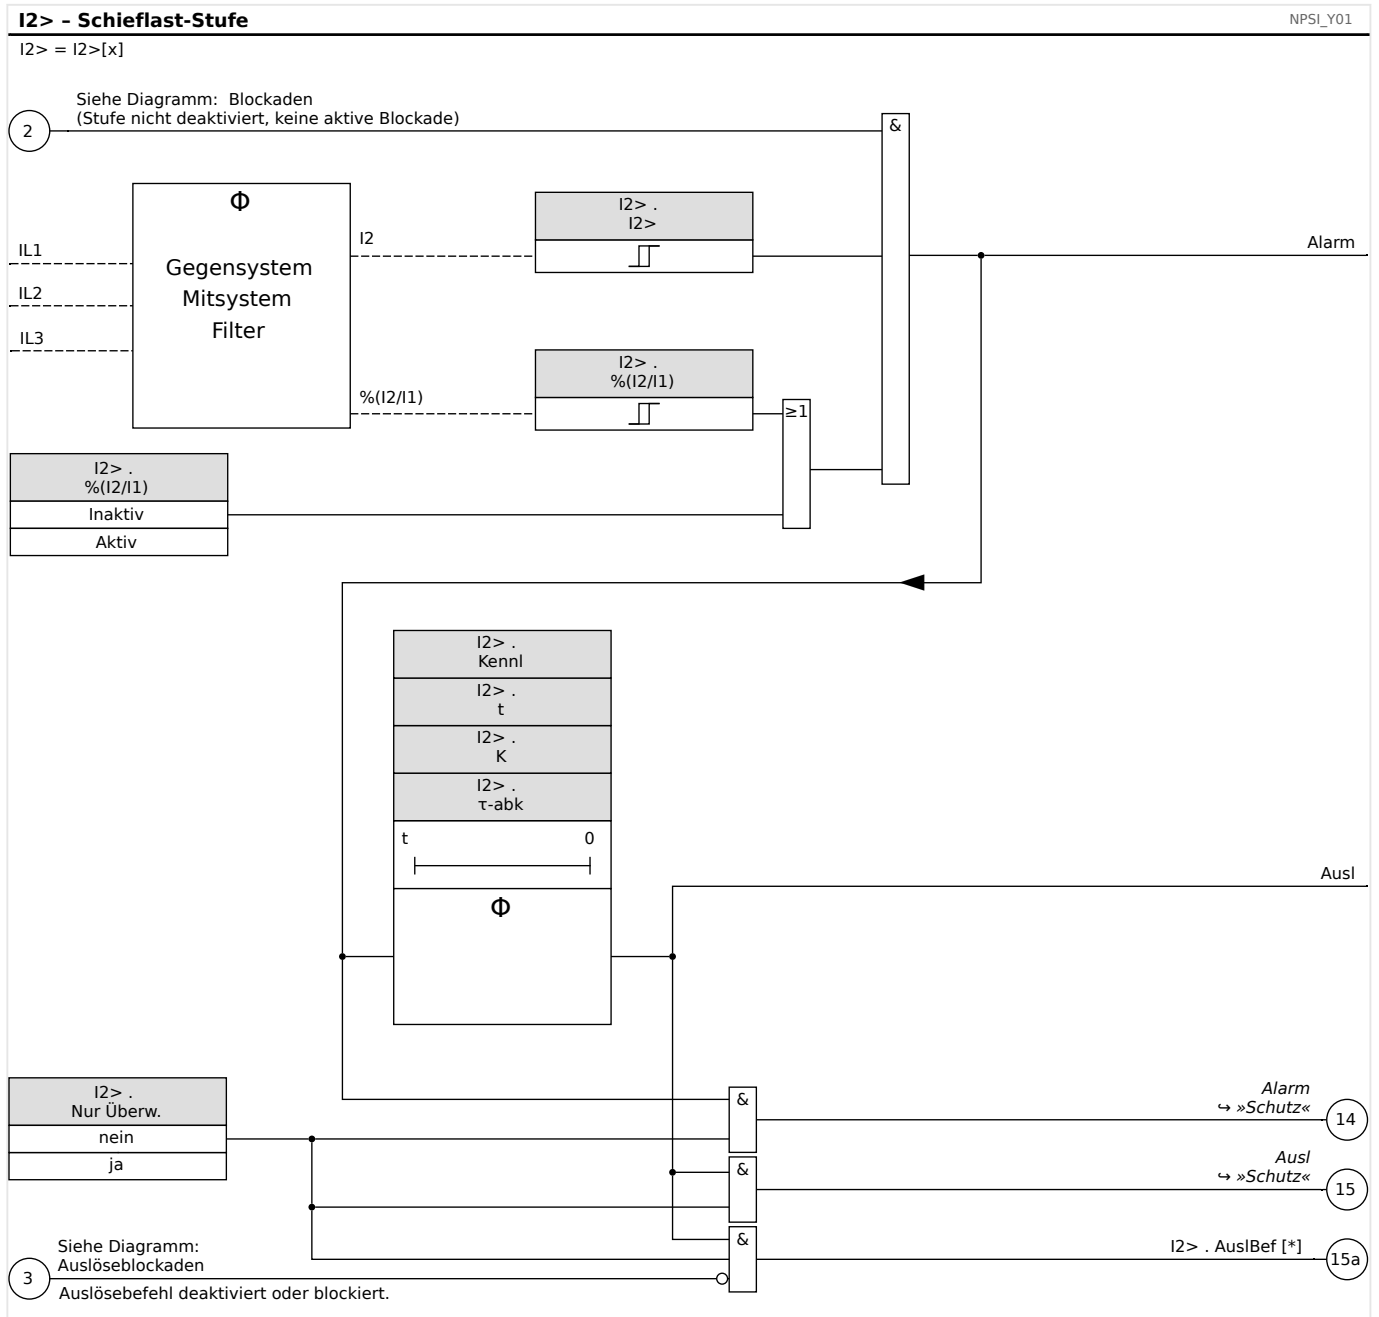 I2> – Schieflast-Stufe
NPSI_Y01
I2> = I2>[x]
Siehe Diagramm:  Blockaden
(Stufe nicht deaktiviert, keine aktive Blockade)
2
&
Φ
Gegensystem
Mitsystem
Filter
IL1
IL2
IL3
I2
I2> .
I2>
Alarm
%(I2/I1)
I2> .
%(I2/I1)
≥1
I2> .
%(I2/I1)
Inaktiv
Aktiv
I2> .
Kennl
I2> .
t
I2> .
K
I2> .
τ-abk
t 0
Φ
Ausl
I2> .
Nur Überw.
nein
ja
&
Alarm
↪ »Schutz«
14
&
Ausl
↪ »Schutz«
15
&
I2> . AuslBef [*]
15a
Siehe Diagramm:
Auslöseblockaden
3
Auslösebefehl deaktiviert oder blockiert.